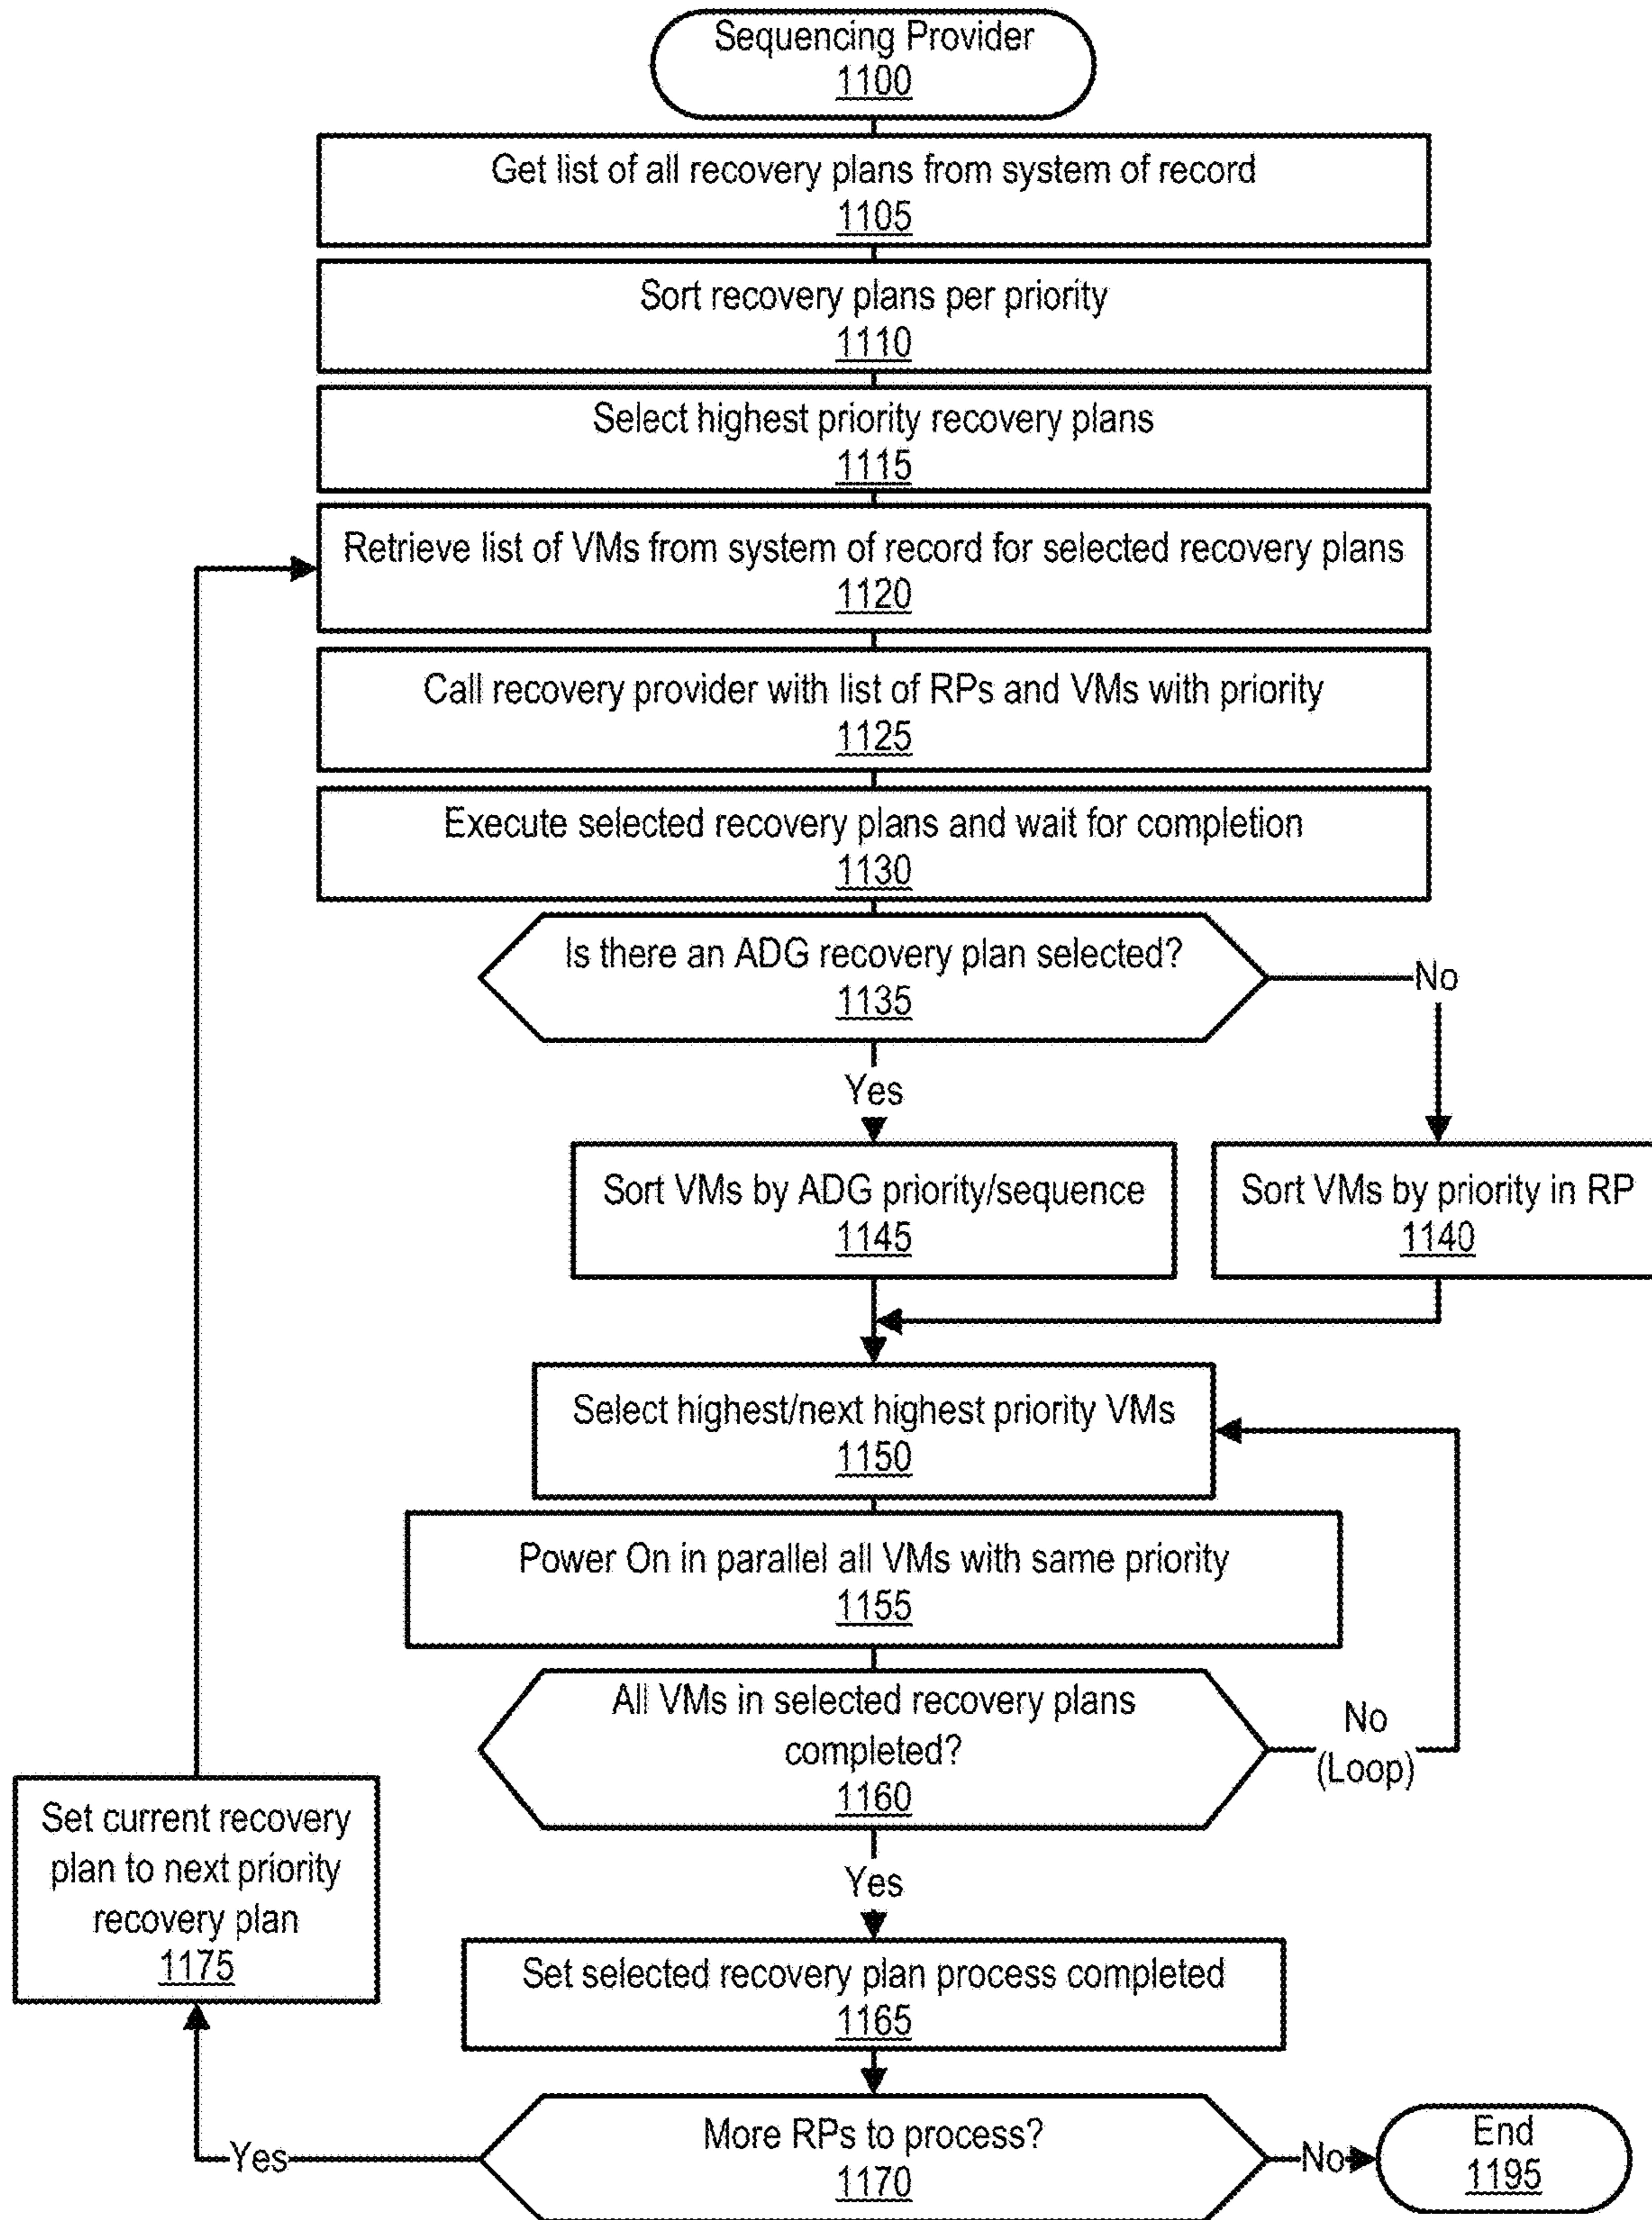 Sequencing Provider
1100
Get list of all recovery plans from system of record
1105
Sort recovery plans per priority
1110
Select highest priority recovery plans
1115
Retrieve list of VMs from system of record for selected recovery plans
1120
Call recovery provider with list of RPs and VMs with priority
1125
Execute selected recovery plans and wait for completion
1130
Is there an ADG recovery plan selected?
1135
No
Yes
Sort VMs by ADG priority/sequence
1145
Sort VMs by priority in RP
1140
Select highest/next highest priority VMs
1150
Power On in parallel all VMs with same priority
1155
All VMs in selected recovery plans
completed?
1160
No
(Loop)
Yes
Set current recovery
plan to next priority
recovery plan
1175
Set selected recovery plan process completed
1165
More RPs to process?
1170
Yes
No
End
1195